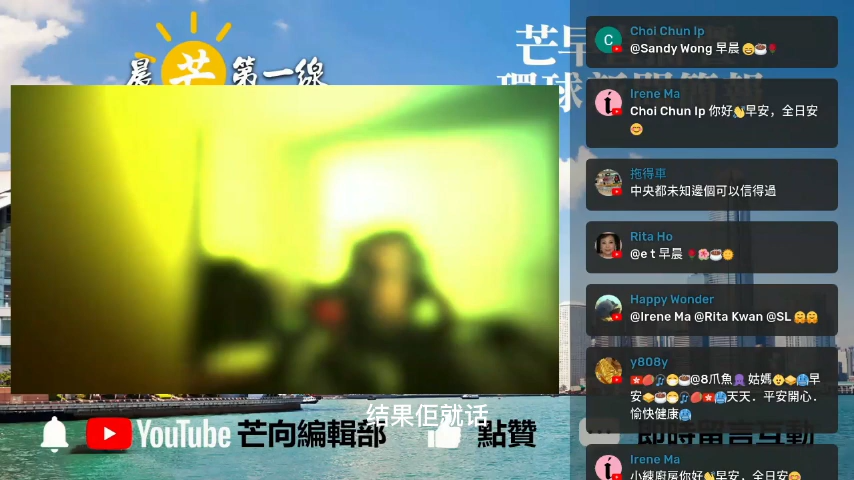 晨 芒 第一線
芒早
Choi Chun Ip
@Sandy Wong 早晨 😄☕🌹
Irene Ma
Choi Chun Ip 你好👏早安，全日安
😊
拖得車
中央都未知邊個可以信得過
Rita Ho
@e t 早晨 🌹🌺☕🌞
Happy Wonder
@Irene Ma @Rita Kwan @SL 🤗🤗
y808y
@8爪魚 姑媽 早
安 天天．平安開心．
愉快健康
Irene Ma
小練廚房你好👏早安，全日安😊
结果佢就话
YouTube 芒向編輯部 點贊 即時留言互動